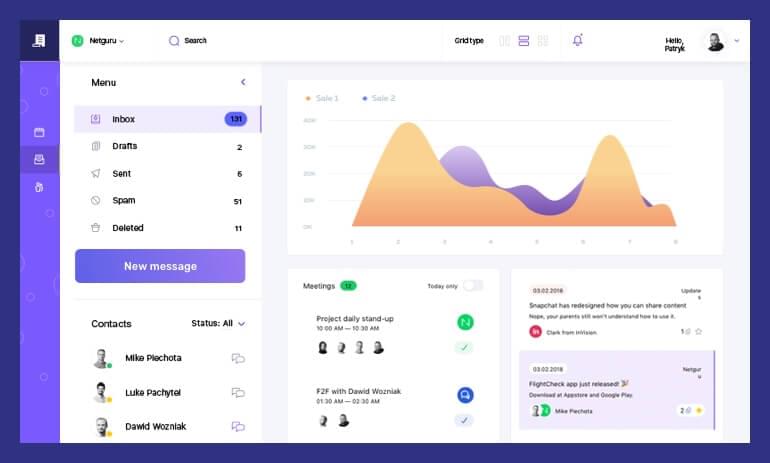 Netguru
Search
Grid type
Hello,
Patryk
Menu
Inbox 131
Drafts 2
Sent 6
Spam 51
Deleted 11
New message
Contacts Status: All
Mike Piechota
Luke Pachytel
Dawid Wozniak
Sale 1 Sale 2
40K
30K
20K
10K
0K
1 2 3 4 5 6 7 8
Meetings 12 Today only
Project daily stand-up
10:00 AM — 10:30 AM
F2F with Dawid Wozniak
01:30 AM — 02:30 AM
03.02.2018 Update
s
Snapchat has redesigned how you can share content
Nope, your parents still won't understand how to use it.
in Clark from InVision 1
03.02.2018 Netgur
u
FlightCheck app just released! 🎉
Download at Appstore and Google Play.
Mike Piechota 2